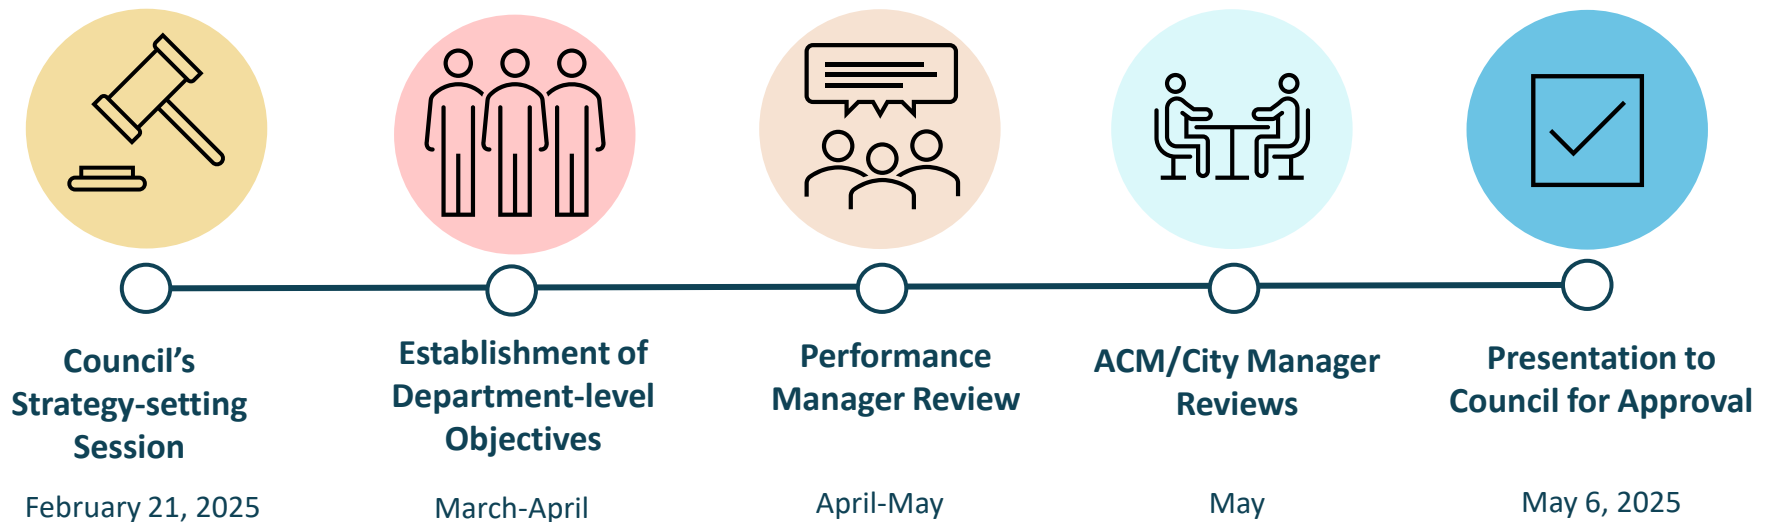 Council’s
Strategy-setting
Session
February 21, 2025
Establishment of
Department-level
Objectives
March-April
Performance
Manager Review
April-May
ACM/City Manager
Reviews
May
Presentation to
Council for Approval
May 6, 2025